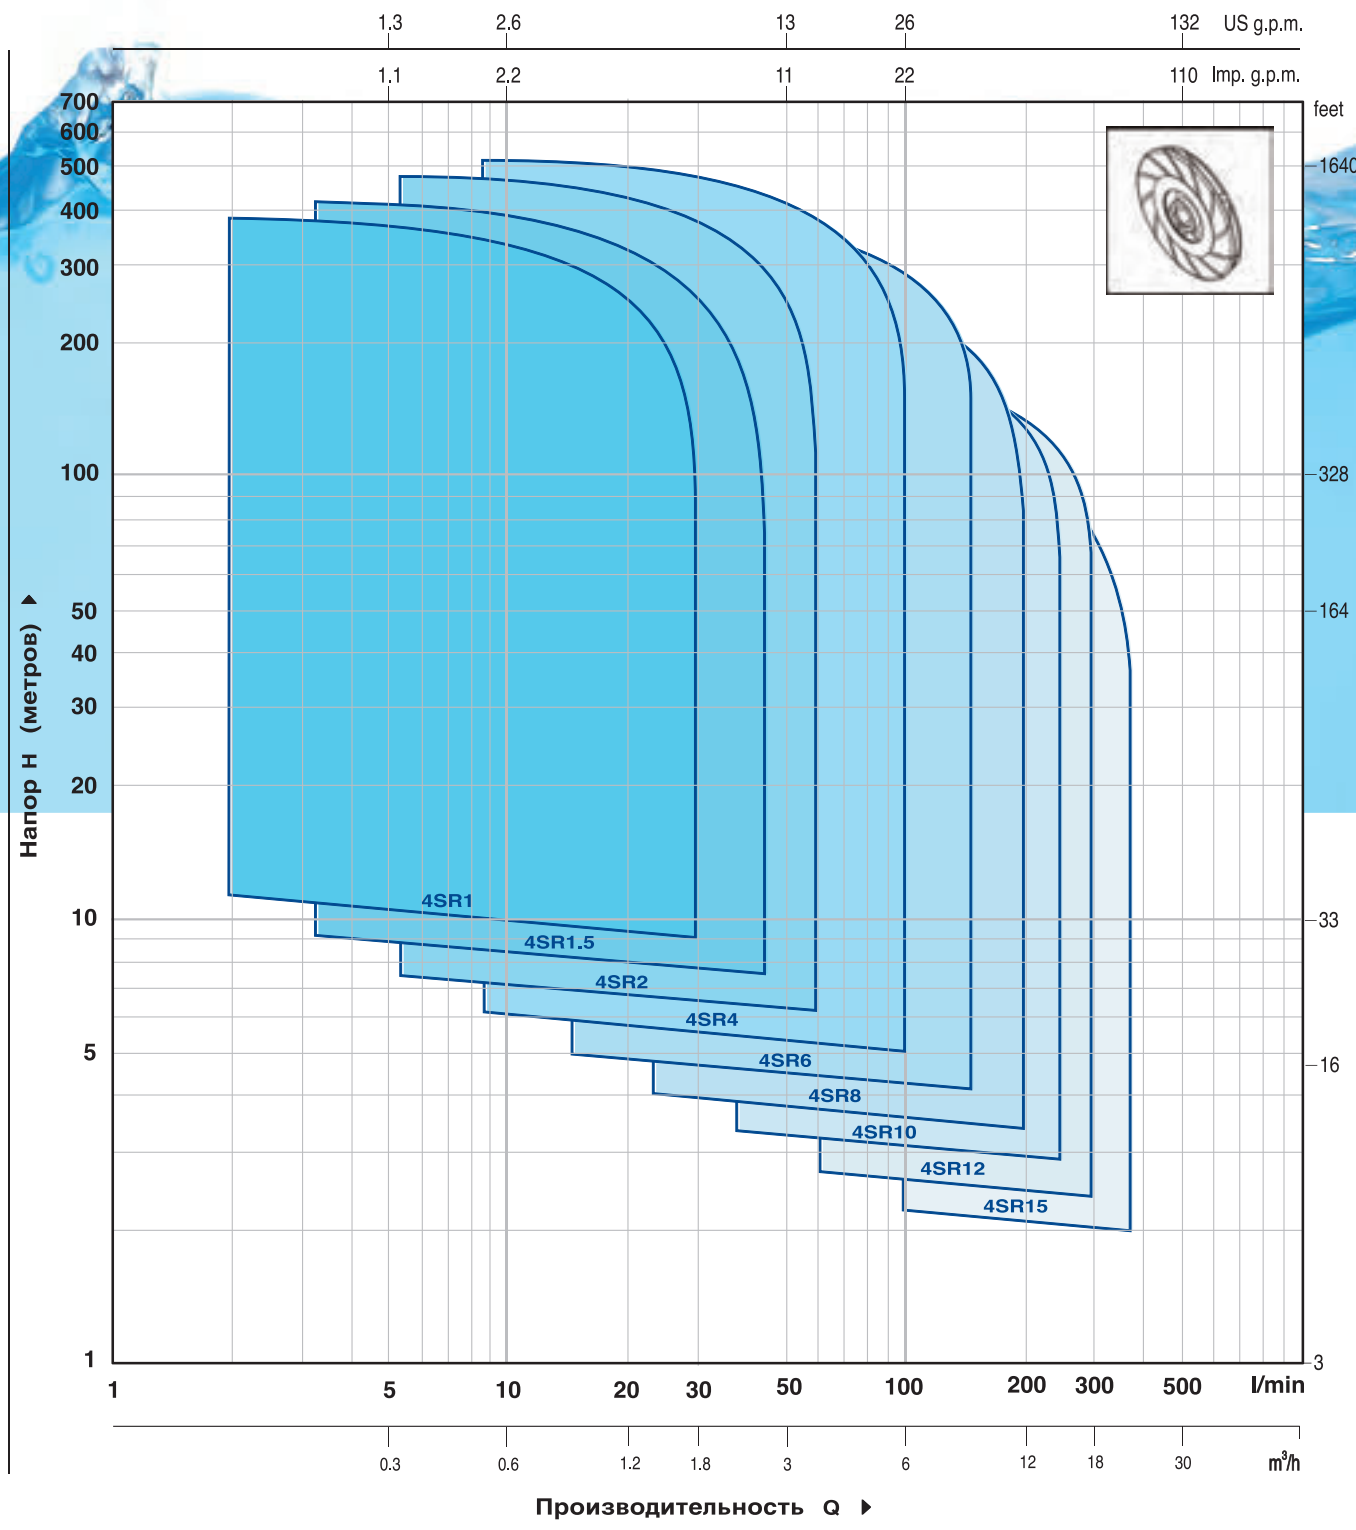 1.3 2.6 13 26 132 US g.p.m.
1.1 2.2 11 22 110 Imp. g.p.m.
700 feet
600
500 1640
400
300
200
100 328
50 164
40
30
20
10 33
5 16
1 3
Напор H (метров)
4SR1
4SR1.5
4SR2
4SR4
4SR6
4SR8
4SR10
4SR12
4SR15
1 5 10 20 30 50 100 200 300 500 l/min
0.3 0.6 1.2 1.8 3 6 12 18 30 m³/h
Производительность Q